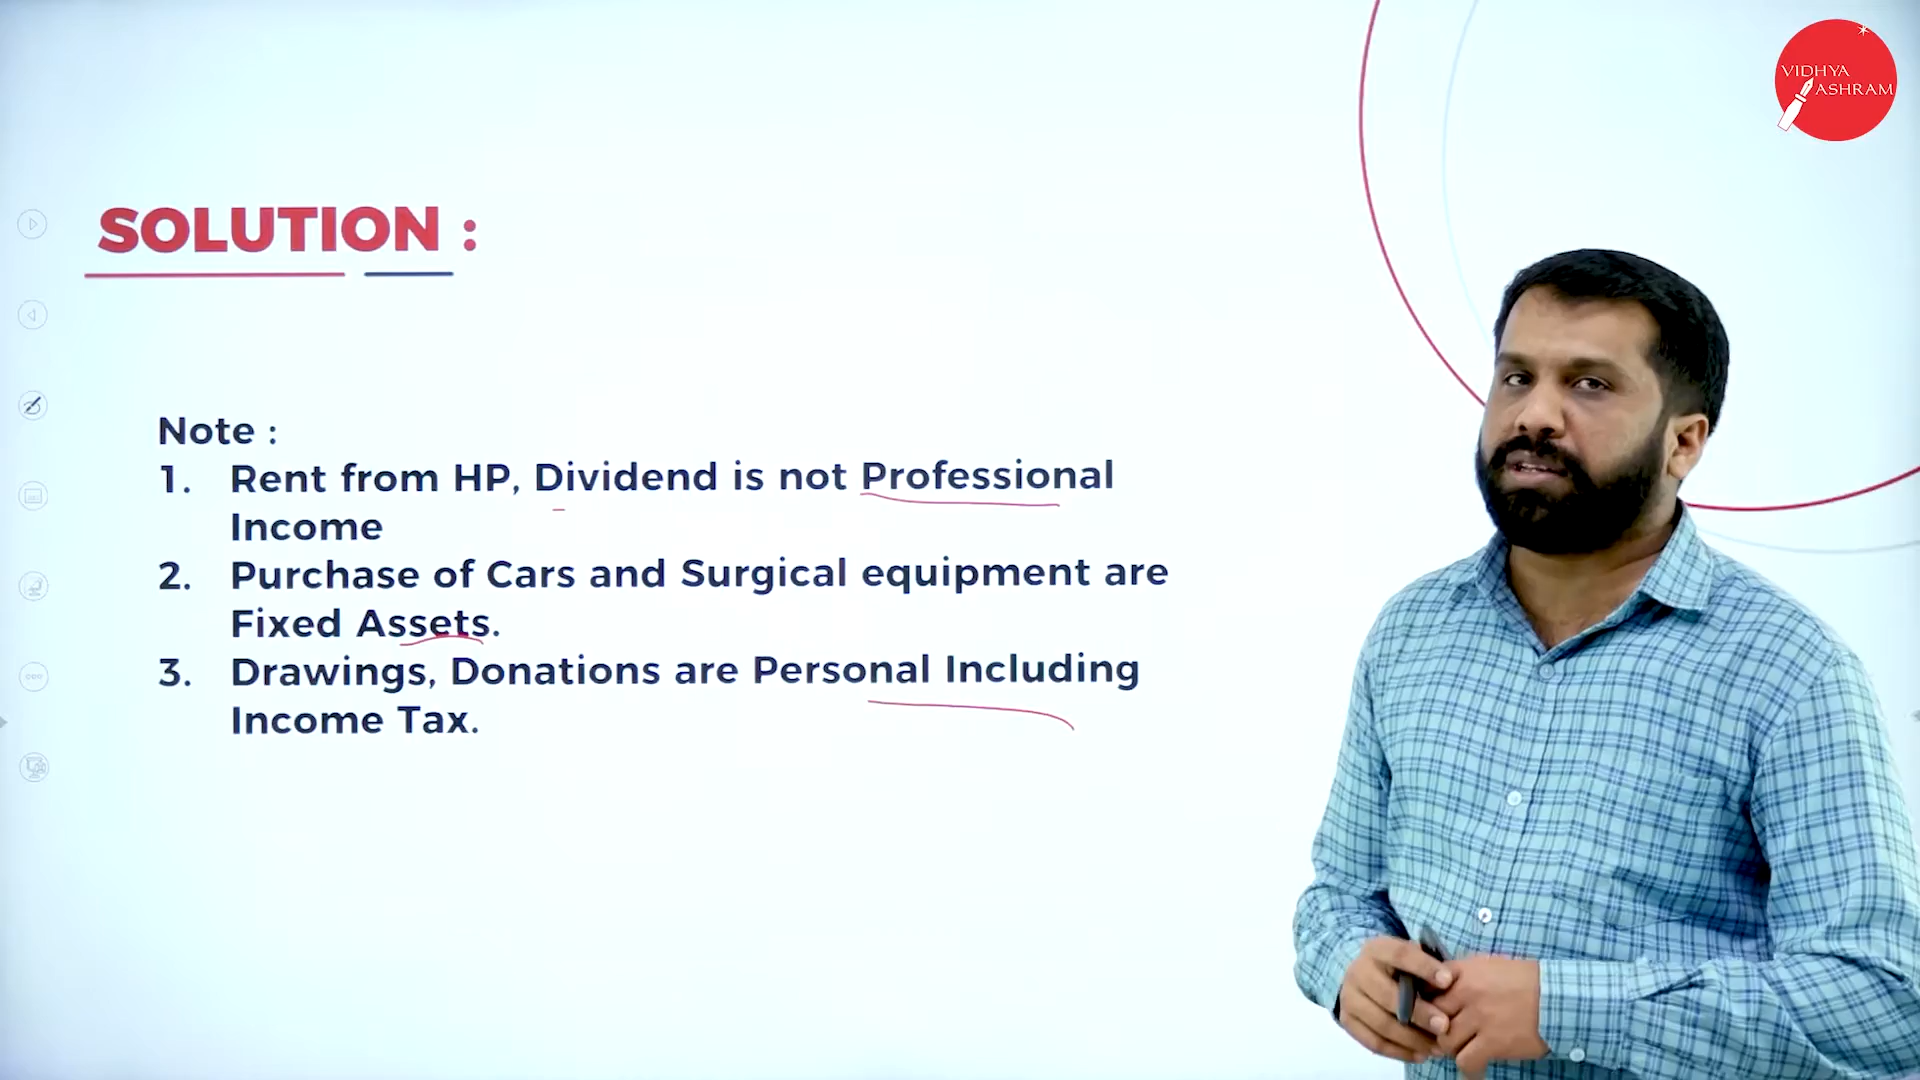 VIDHYA
ASHRAM
SOLUTION :
Note :
1. Rent from HP, Dividend is not Professional
Income
2. Purchase of Cars and Surgical equipment are
Fixed Assets.
3. Drawings, Donations are Personal Including
Income Tax.